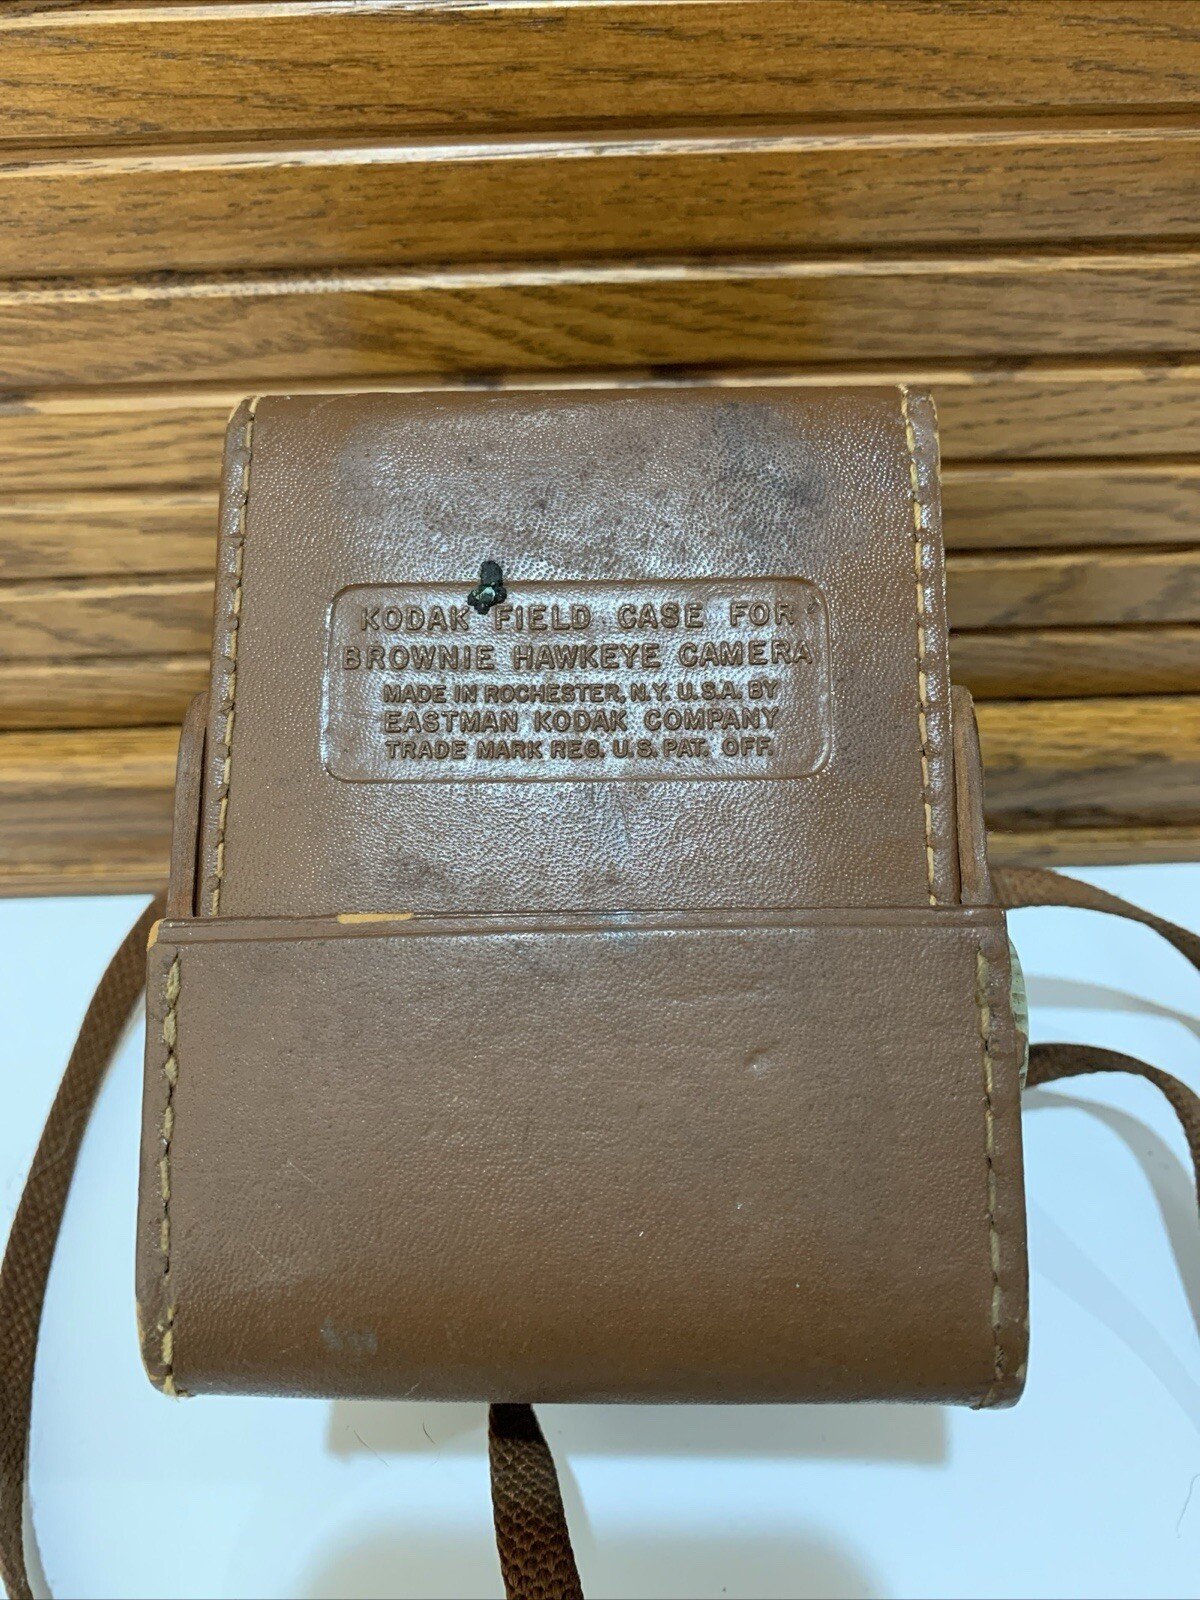 KODAK FIELD CASE FOR
BROWNIE HAWKEYE CAMERA
MADE IN ROCHESTER, N.Y. U.S.A. BY
EASTMAN KODAK COMPANY
TRADE MARK REG. U.S. PAT. OFF.